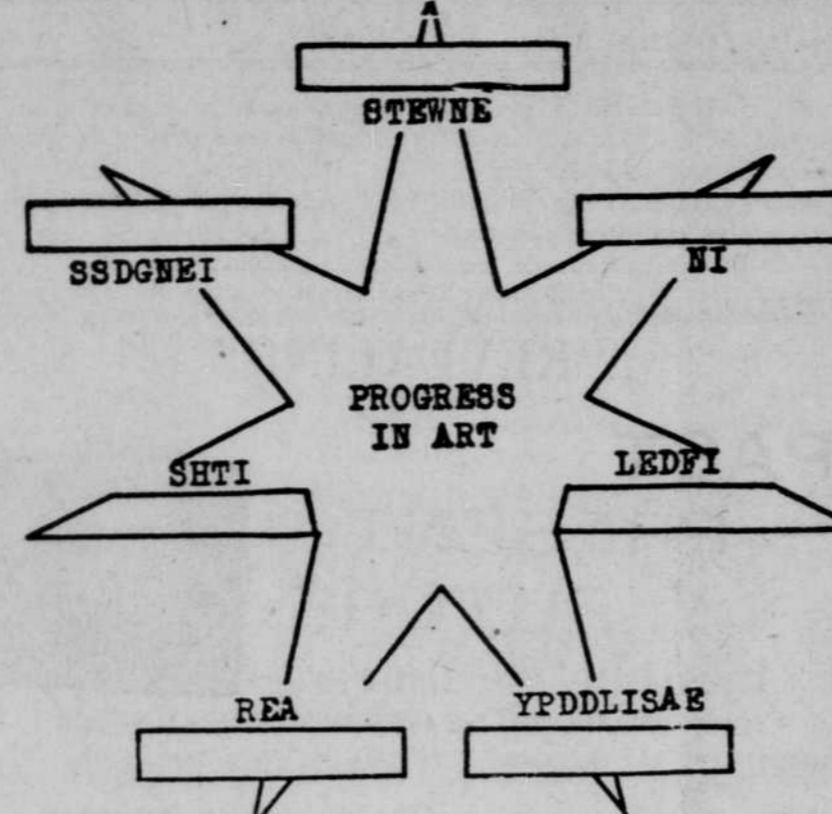 STEWNE
SSDGNEI
NI
PROGRESS
IN ART
SHTI
LEDFI
REA
YPDDLISAE